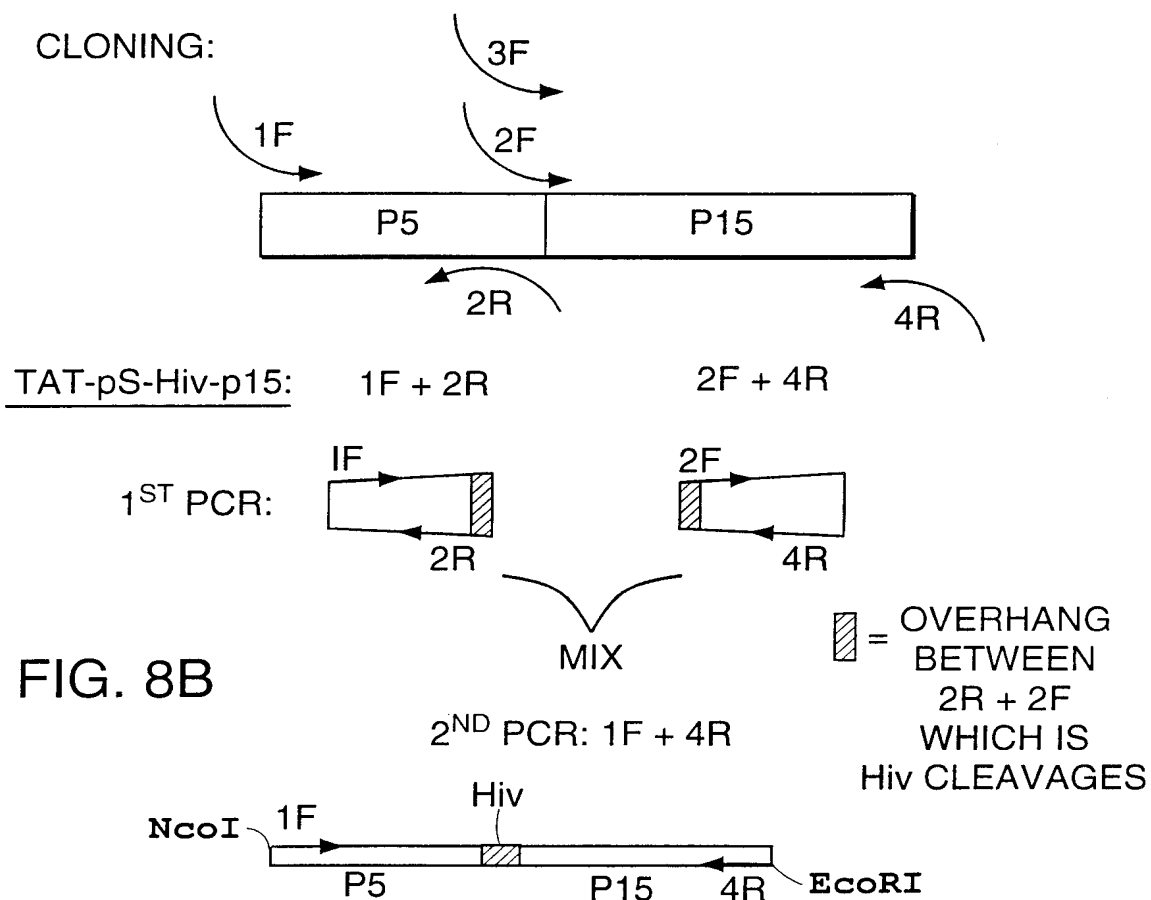 CLONING:
3F
1F
2F
P5
P15
2R
4R
TAT-pS-Hiv-p15:
1F + 2R
2F + 4R
1ST PCR:
IF
2F
2R
4R
MIX
= OVERHANG
BETWEEN
2R + 2F
WHICH IS
Hiv CLEAVAGES
FIG. 8B
2ND PCR: 1F + 4R
Hiv
NcoI
1F
P5
P15
4R
EcoRI